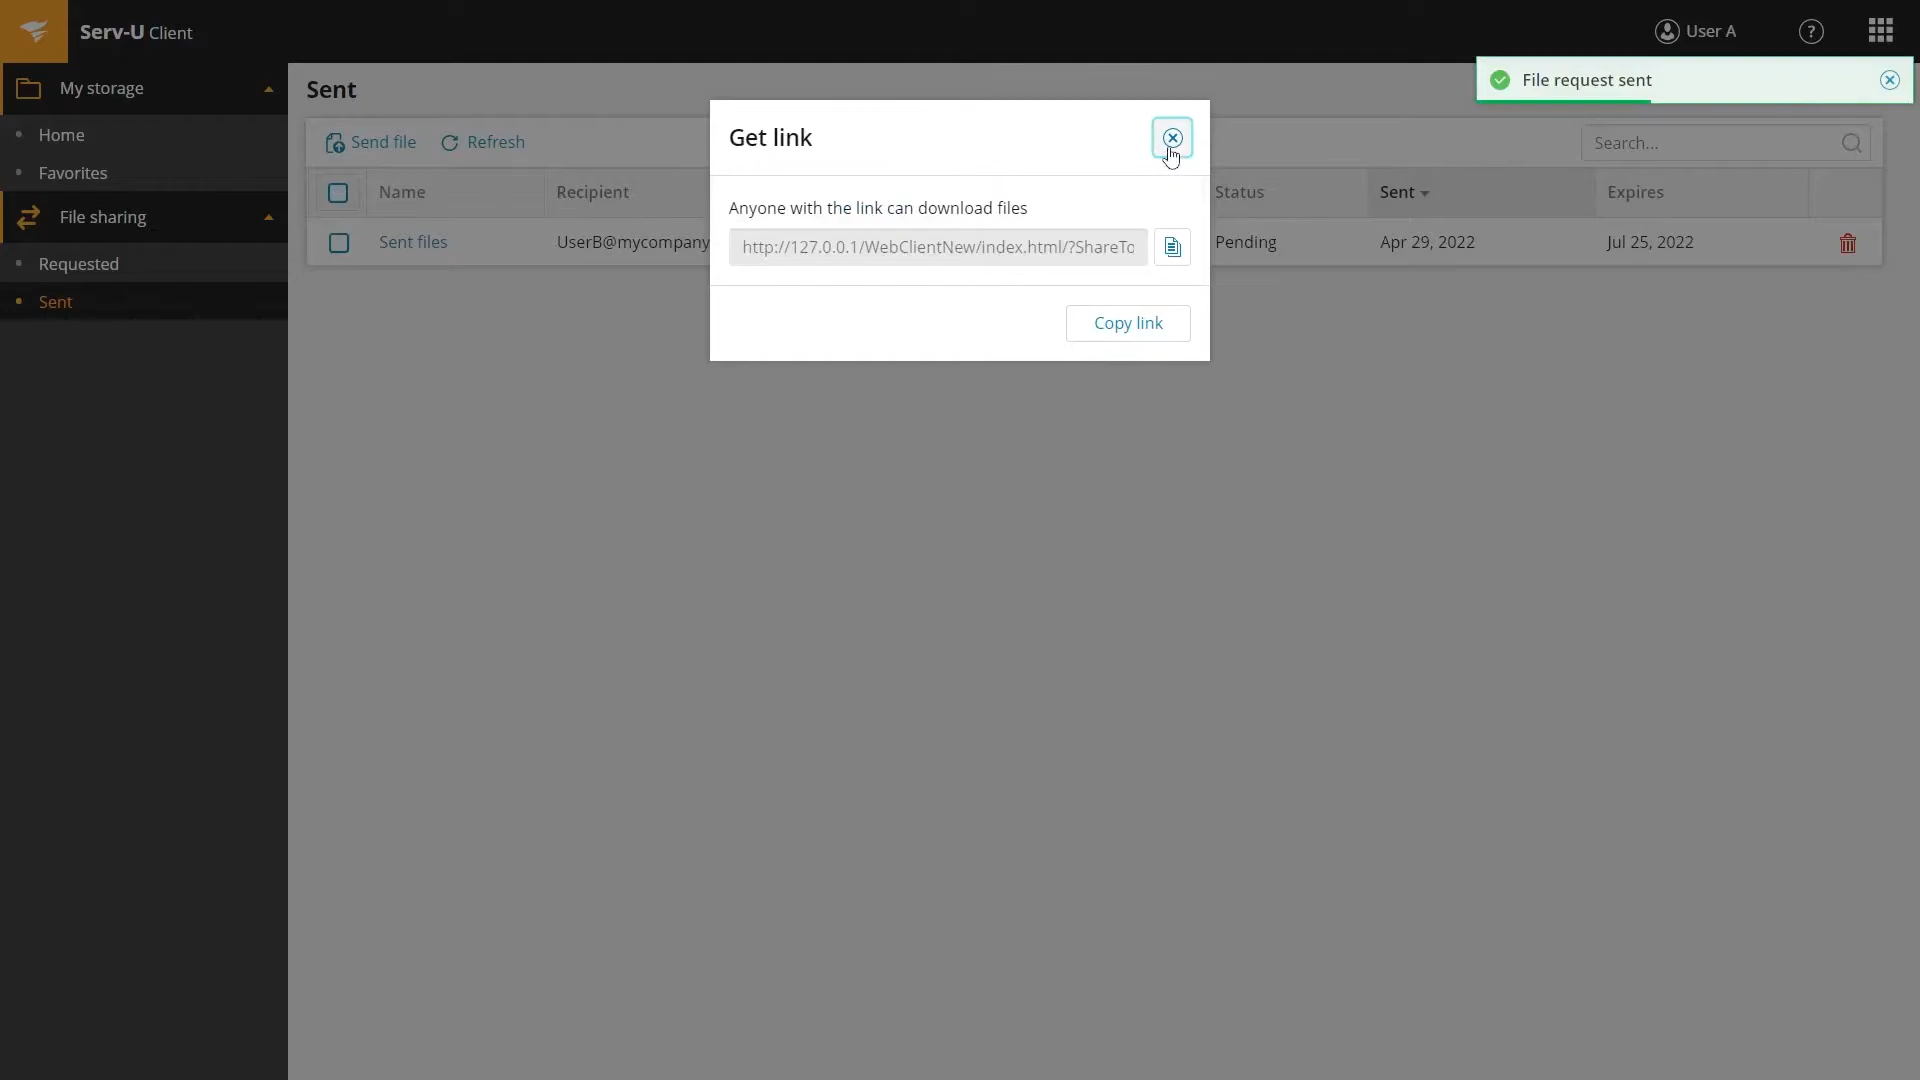 Serv-U Client
User A
?
My storage
Home
Favorites
File sharing
Requested
Sent
Sent
File request sent
Send file
Refresh
Search...
Name
Recipient
Status
Sent
Expires
Sent files
UserB@mycompany
Pending
Apr 29, 2022
Jul 25, 2022
Get link
Anyone with the link can download files
http://127.0.0.1/WebClientNew/index.html/?ShareTo
Copy link